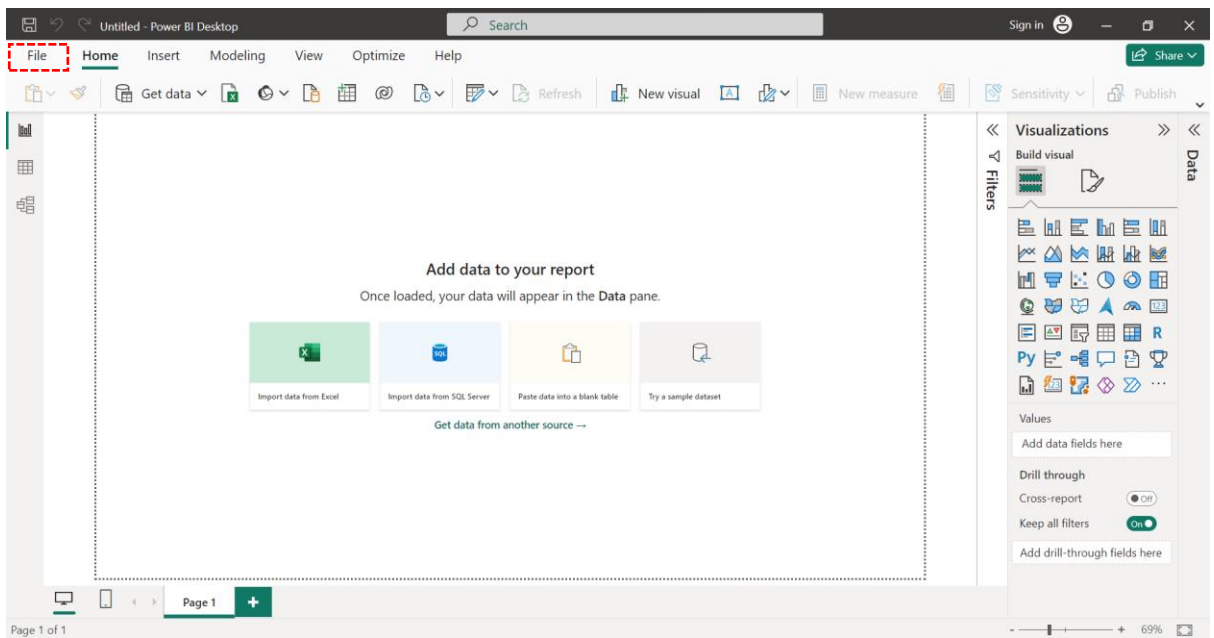 Untitled - Power BI Desktop
Search
Sign in
File Home Insert Modeling View Optimize Help
Share
Get data
Refresh
New visual
A
New measure
Sensitivity
Publish
Filters
Visualizations
Build visual
Data
123
R
Py
123
Values
Add data fields here
Drill through
Cross-report
Off
Keep all filters
On
Add drill-through fields here
Add data to your report
Once loaded, your data will appear in the Data pane.
X
SQL
Import data from Excel
Import data from SQL Server
Paste data into a blank table
Try a sample dataset
Get data from another source →
Page 1
+
Page 1 of 1
- + 69%